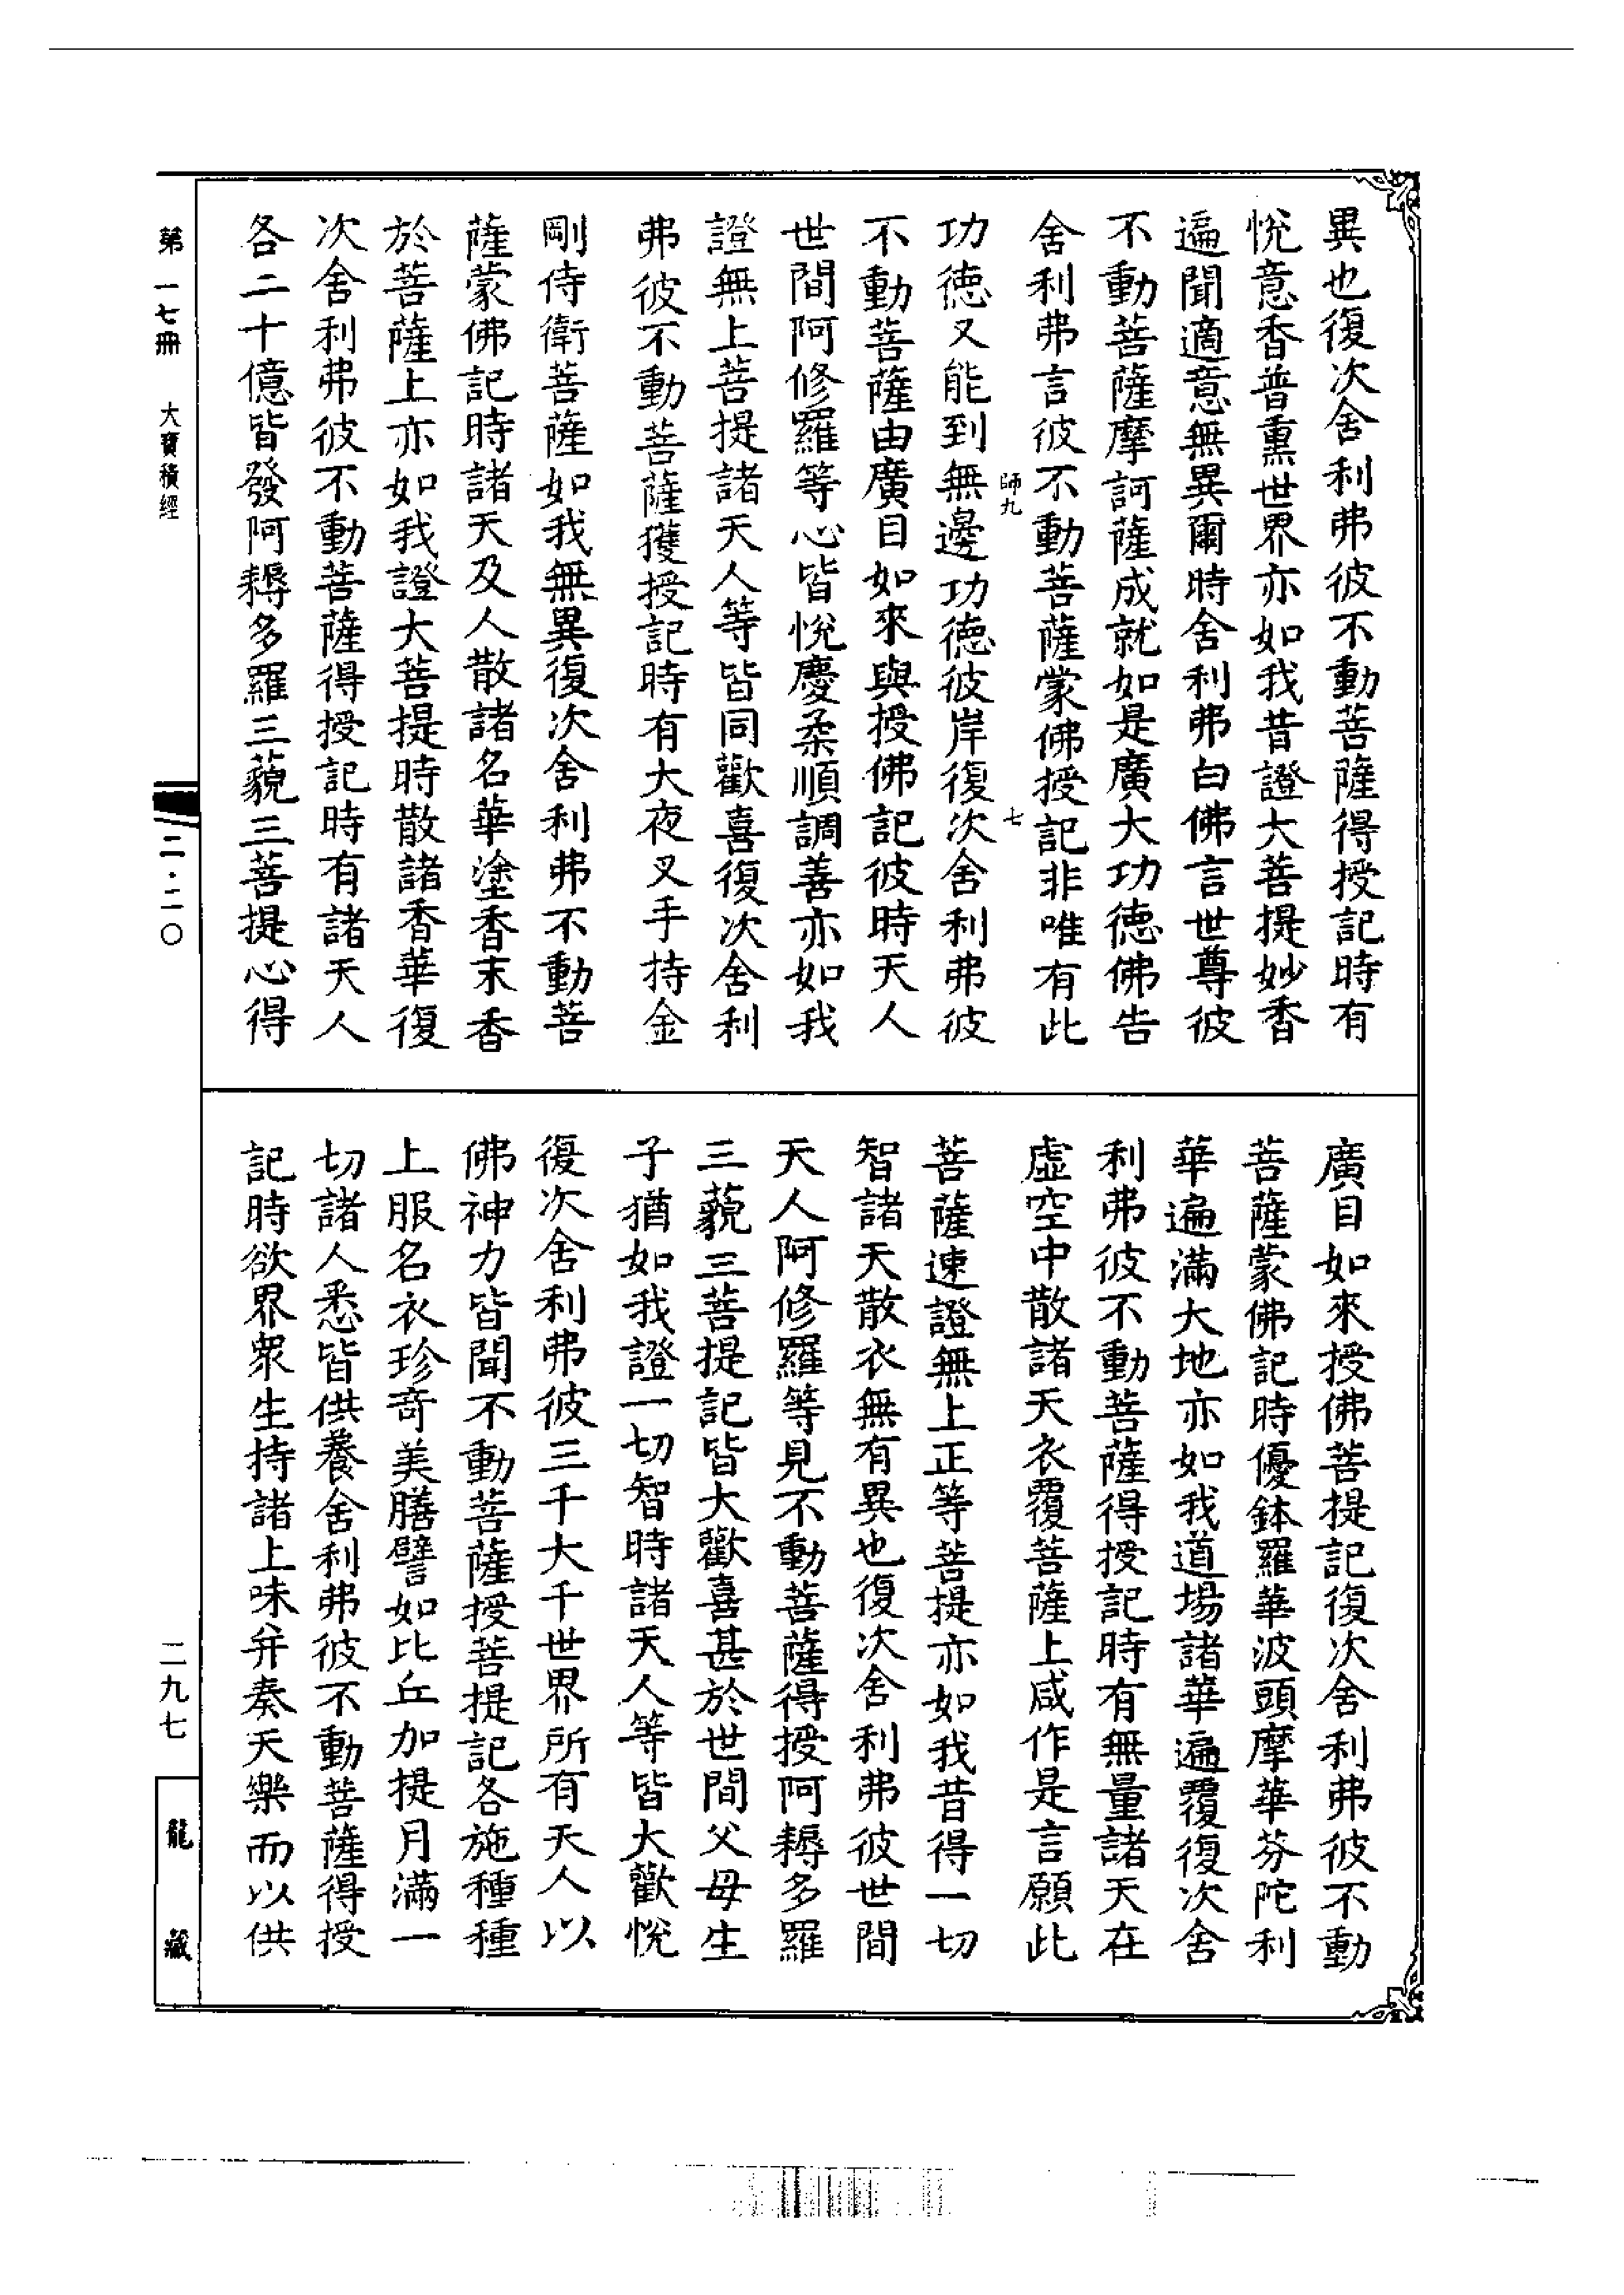 異也復次舍利弗彼不動菩薩得授記時有
悅意香普熏世界亦如我昔證大菩提妙香
遍聞適意無異爾時舍利弗白佛言世尊彼
不動菩薩摩訶薩成就如是廣大功德佛告
舍利弗言彼不動菩薩蒙佛授記非唯有此
師九
七
功德又能到無邊功德彼岸復次舍利弗彼
不動菩薩由廣目如來與授佛記彼時天人
世間阿修羅等心皆悅慶柔順調善亦如我
證無上菩提諸天人等皆同歡喜復次舍利
弗彼不動菩薩獲授記時有大夜叉手持金
剛侍衛菩薩如我無異復次舍利弗不動菩
薩蒙佛記時諸天及人散諸名華塗香末香
於菩薩上亦如我證大菩提時散諸香華復
次舍利弗彼不動菩薩得授記時有諸天人
各二十億皆發阿耨多羅三藐三菩提心得
廣目如來授佛菩提記復次舍利弗彼不動
菩薩蒙佛記時優鉢羅華波頭摩華芬陀利
華遍滿大地亦如我道場諸華遍覆復次舍
利弗彼不動菩薩得授記時有無量諸天在
虛空中散諸天衣覆菩薩上咸作是言願此
菩薩速證無上正等菩提亦如我昔得一切
智諸天散衣無有異也復次舍利弗彼世間
天人阿修羅等見不動菩薩得授阿耨多羅
三藐三菩提記皆大歡喜甚於世間父母生
子猶如我證一切智時諸天人等皆大歡悅
復次舍利弗彼三千大千世界所有天人以
佛神力皆聞不動菩薩授菩提記各施種種
上服名衣珍奇美膳譬如比丘加提月滿一
切諸人悉皆供養舍利弗彼不動菩薩得授
記時欲界衆生持諸上味并奏天樂而以供
第一七冊 大寶積經
二·二〇
二九七
龍藏